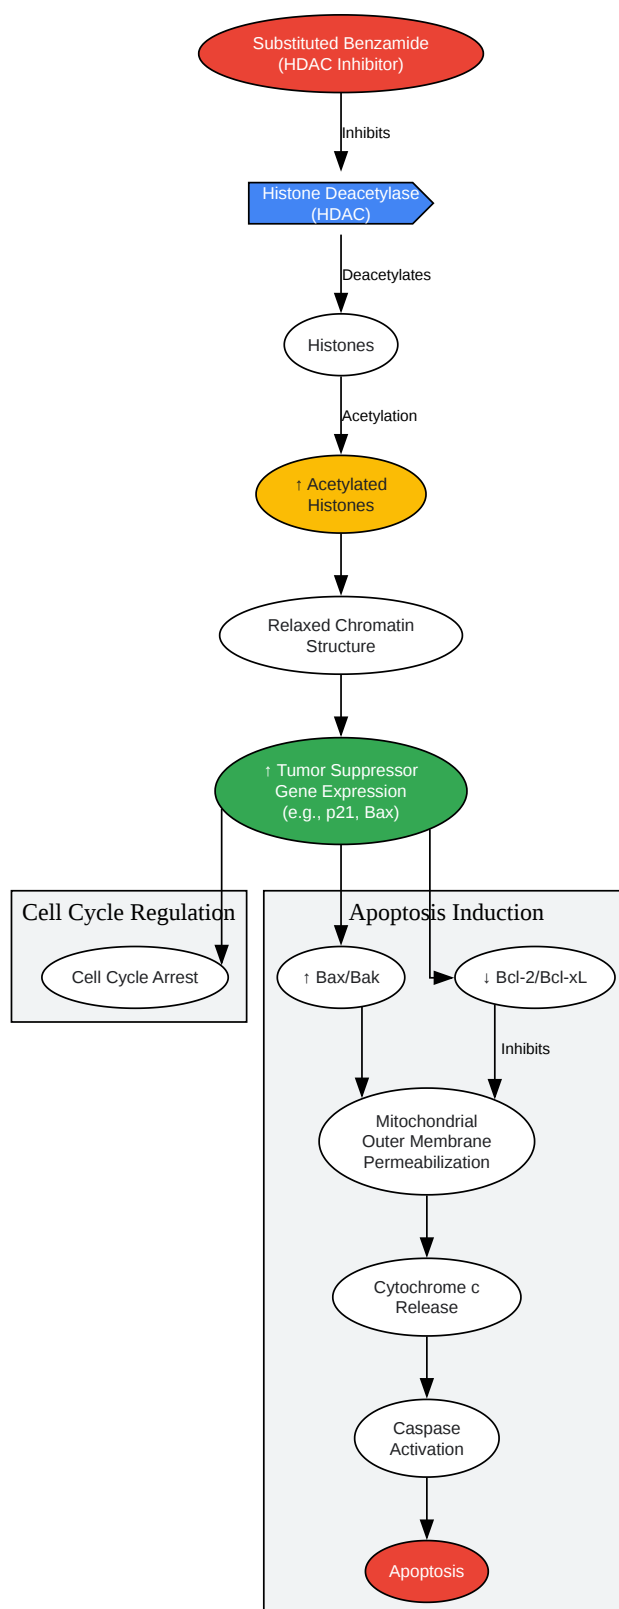 Substituted Benzamide
(HDAC Inhibitor)
Inhibits
Histone Deacetylase
(HDAC)
Deacetylates
Histones
Acetylation
↑ Acetylated
Histones
Relaxed Chromatin
Structure
↑ Tumor Suppressor
Gene Expression
(e.g., p21, Bax)
Cell Cycle Regulation
Apoptosis Induction
Cell Cycle Arrest
↑ Bax/Bak
↓ Bcl-2/Bcl-xL
Inhibits
Mitochondrial
Outer Membrane
Permeabilization
Cytochrome c
Release
Caspase
Activation
Apoptosis